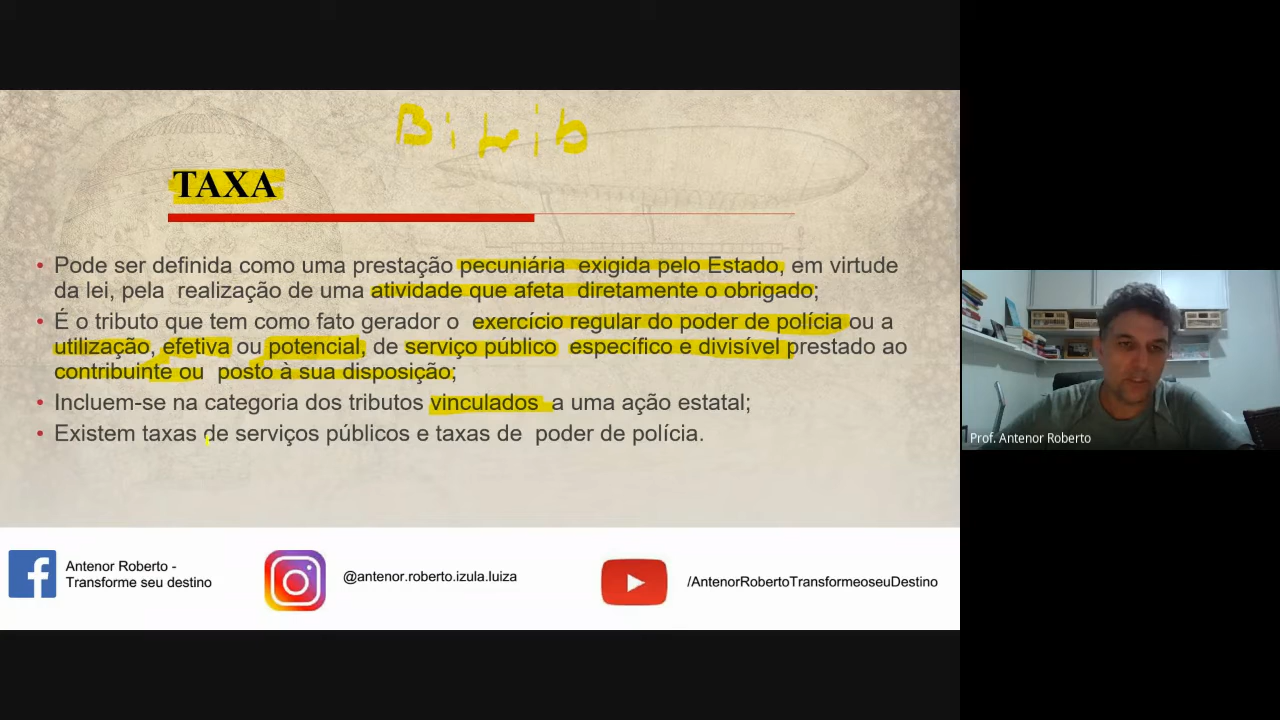 Bitrib
TAXA
• Pode ser definida como uma prestação pecuniária exigida pelo Estado, em virtude
da lei, pela realização de uma atividade que afeta diretamente o obrigado;
• É o tributo que tem como fato gerador o exercício regular do poder de polícia ou a
utilização, efetiva ou potencial, de serviço público específico e divisível prestado ao
contribuinte ou posto à sua disposição;
• Incluem-se na categoria dos tributos vinculados a uma ação estatal;
• Existem taxas de serviços públicos e taxas de poder de polícia.
Prof. Antenor Roberto
Antenor Roberto -
Transforme seu destino
@antenor.roberto.izula.luiza
/AntenorRobertoTransformeoseuDestino